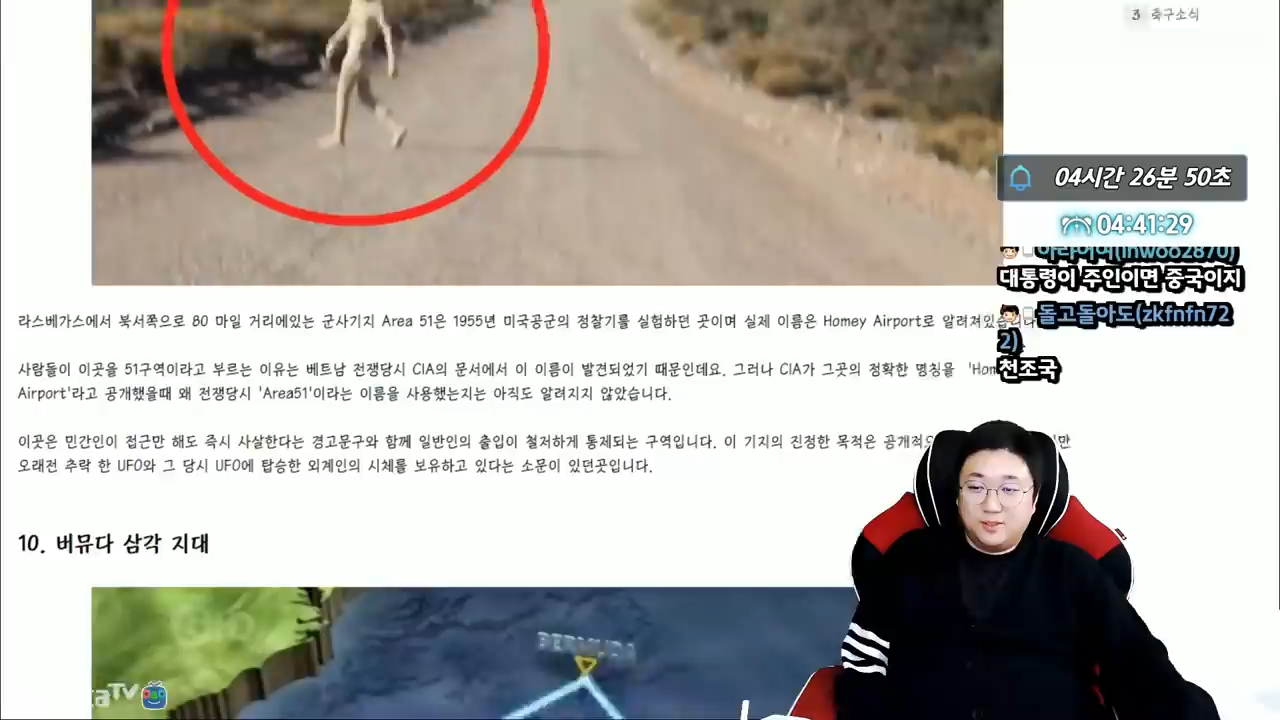 3 축구소식
04시간 26분 50초
04:41:29
대통령이 주인이면 중국이지
돌고돌아도(zkfnfn72
2)
천조국
라스베가스에서 북서쪽으로 80 마일 거리에있는 군사기지 Area 51은 1955년 미국공군의 정찰기를 실험하던 곳이며 실제 이름은 Homey Airport로 알려져있습니다.
사람들이 이곳을 51구역이라고 부르는 이유는 베트남 전쟁당시 CIA의 문서에서 이 이름이 발견되었기 때문인데요. 그러나 CIA가 그곳의 정확한 명칭을
Airport'라고 공개했을때 왜 전쟁당시 'Area51'이라는 이름을 사용했는지는 아직도 알려지지 않았습니다.
이곳은 민간인이 접근만 해도 즉시 사살한다는 경고문구와 함께 일반인의 출입이 철저하게 통제되는 구역입니다. 이 기지의 진정한 목적은
오래전 추락 한 UFO와 그 당시 UFO에 탑승한 외계인의 시체를 보유하고 있다는 소문이 있던곳입니다.
10. 버뮤다 삼각 지대
BERMUDA
TV